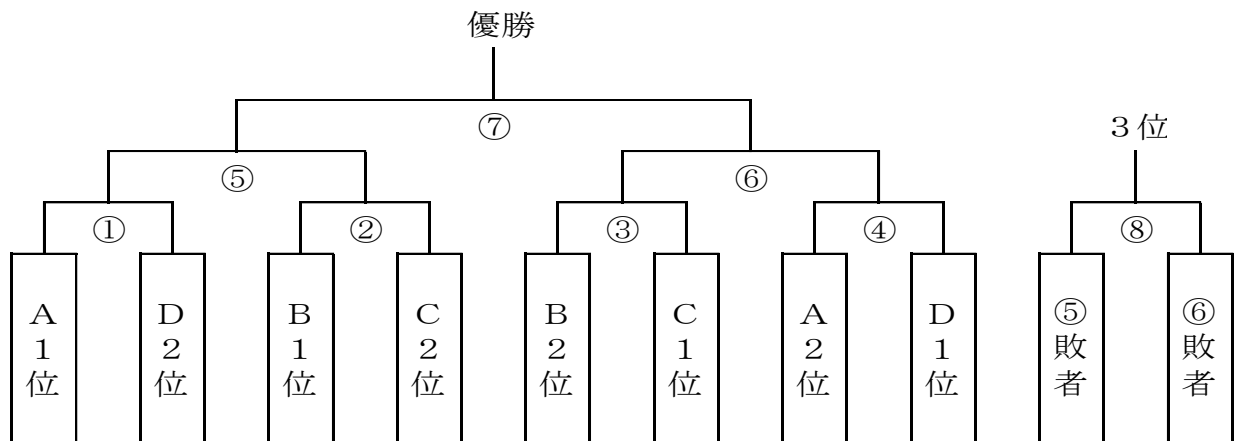 優勝
⑦
3位
⑤
⑥
①
②
③
④
⑧
A1位
D2位
B1位
C2位
B2位
C1位
A2位
D1位
⑤敗者
⑥敗者